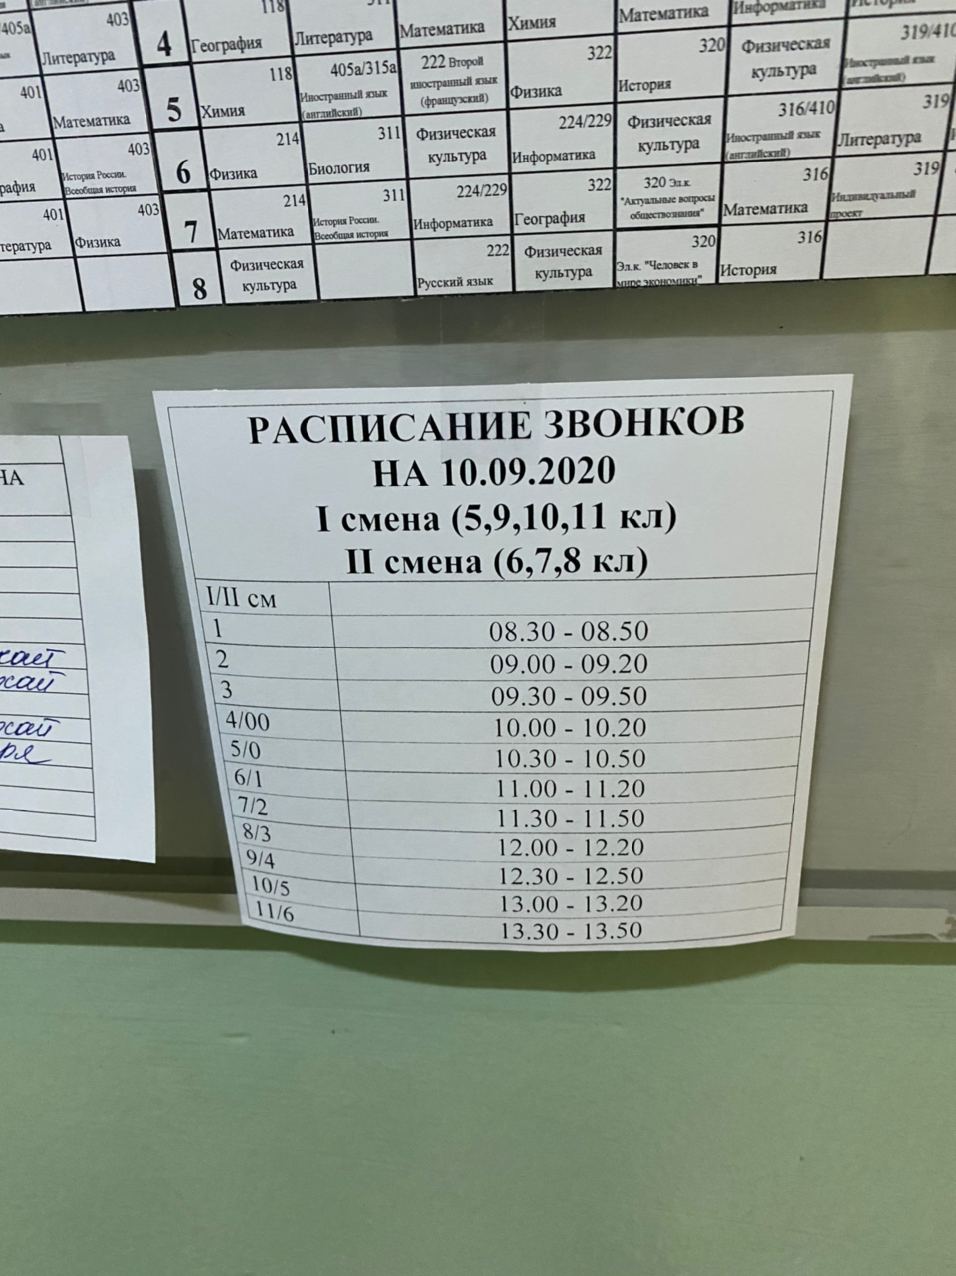 118
311
Информатика
405а
403
4
География
Литература
Математика
Химия
Математика
319/410
Литература
401
403
5
118
Химия
405а/315а
Иностранный язык
(английский)
222 Второй
иностранный язык
(французский)
322
Физика
320
История
Физическая
культура
Иностранный язык
(английский)
Математика
401
403
История России.
Всеобщая история
6
214
Физика
311
Биология
Физическая
культура
224/229
Информатика
Физическая
культура
316/410
Иностранный язык
(английский)
319
Литература
401
403
Физика
7
214
Математика
311
История России.
Всеобщая история
224/229
Информатика
322
География
320 Эл.к.
"Актуальные вопросы
обществознания"
316
Математика
319
Индивидуальный
проект
8
Физическая
культура
222
Русский язык
Физическая
культура
320
Эл.к. "Человек в
мире экономики"
316
История
РАСПИСАНИЕ ЗВОНКОВ
НА 10.09.2020
I смена (5,9,10,11 кл)
II смена (6,7,8 кл)
I/II см
1 08.30 - 08.50
2 09.00 - 09.20
3 09.30 - 09.50
4/00 10.00 - 10.20
5/0 10.30 - 10.50
6/1 11.00 - 11.20
7/2 11.30 - 11.50
8/3 12.00 - 12.20
9/4 12.30 - 12.50
10/5 13.00 - 13.20
11/6 13.30 - 13.50